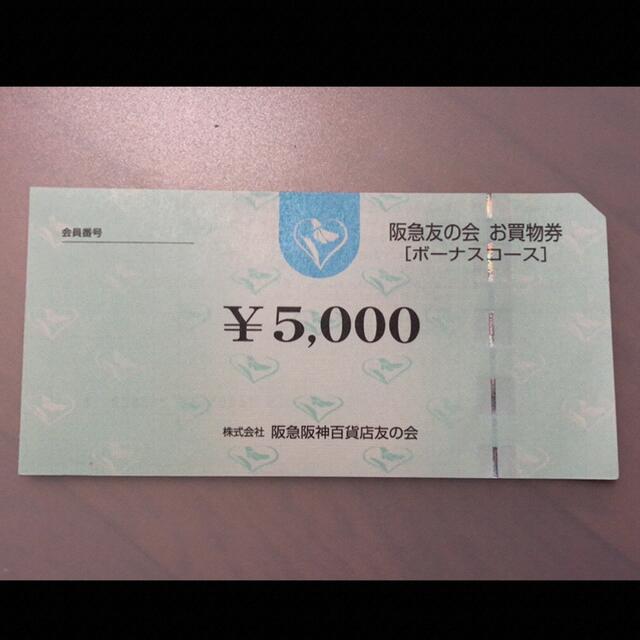 会員番号
阪急友の会 お買物券
[ボーナスコース]
¥5,000
株式会社 阪急阪神百貨店友の会